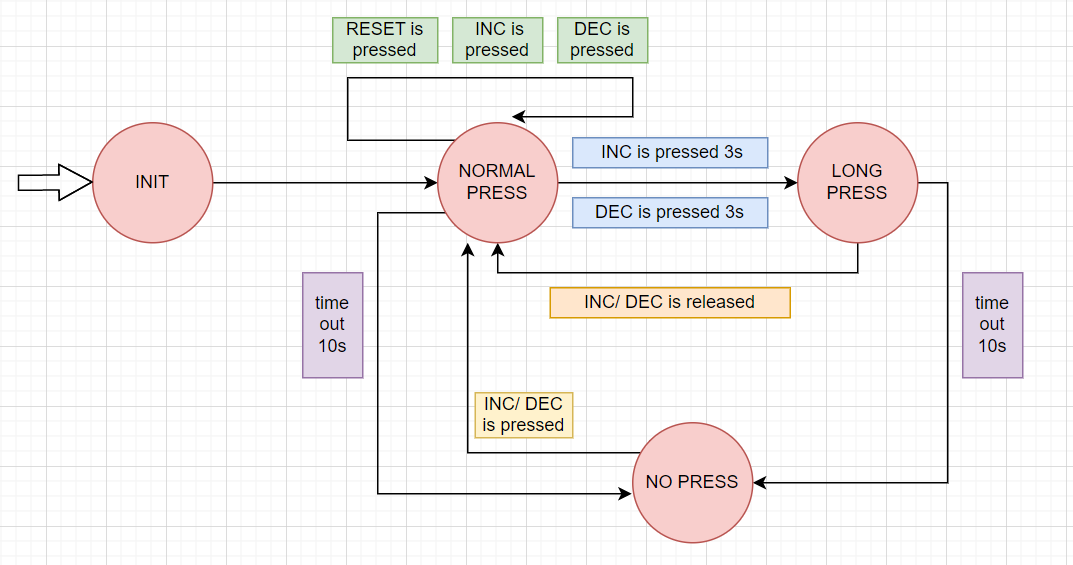 RESET is
pressed
INC is
pressed
DEC is
pressed
INIT
NORMAL
PRESS
INC is pressed 3s
DEC is pressed 3s
LONG
PRESS
time
out
10s
INC/ DEC is released
time
out
10s
INC/ DEC
is pressed
NO PRESS